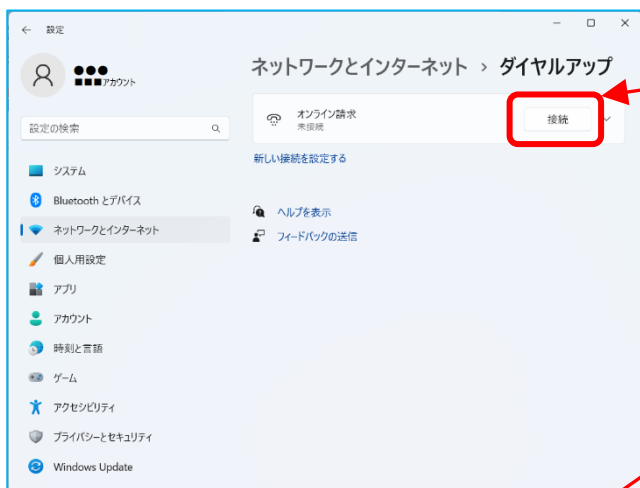 設定
●●●
■■■アカウント
設定の検索
システム
Bluetooth とデバイス
ネットワークとインターネット
個人用設定
アプリ
アカウント
時刻と言語
ゲーム
アクセシビリティ
プライバシーとセキュリティ
Windows Update
ネットワークとインターネット › ダイヤルアップ
オンライン請求
未接続
接続
新しい接続を設定する
ヘルプを表示
フィードバックの送信